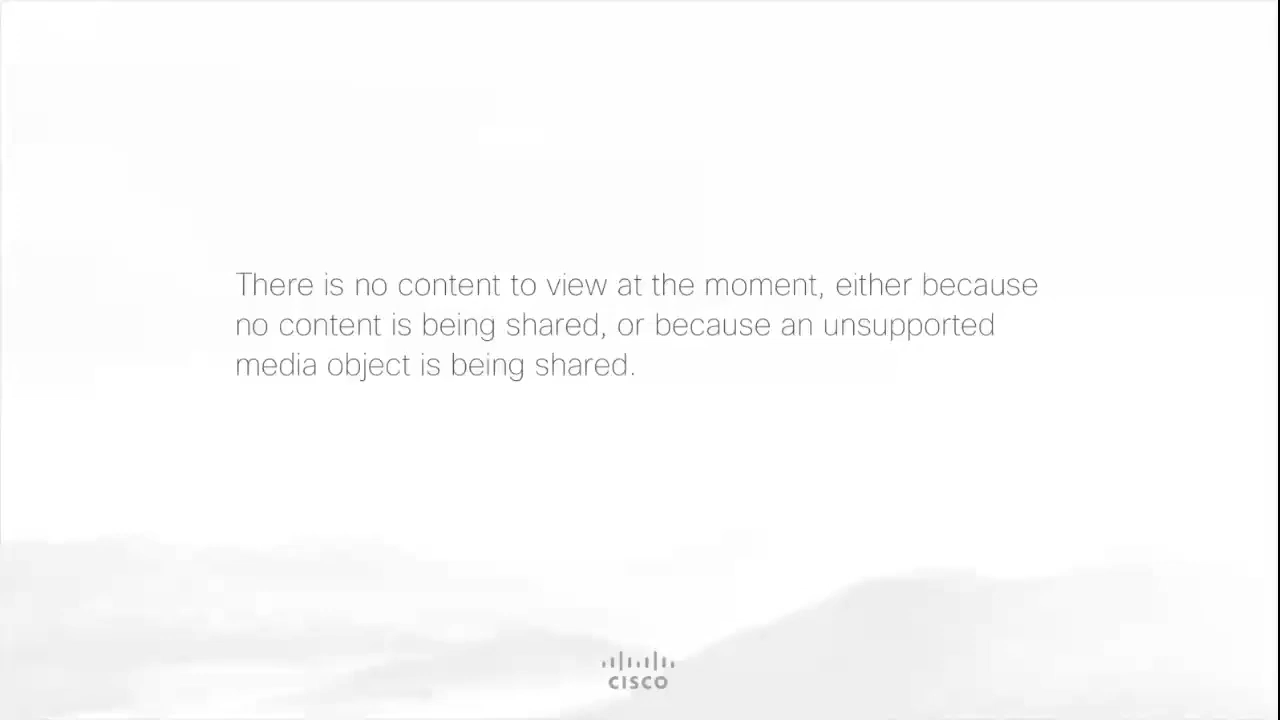 There is no content to view at the moment, either because
no content is being shared, or because an unsupported
media object is being shared.
CISCO